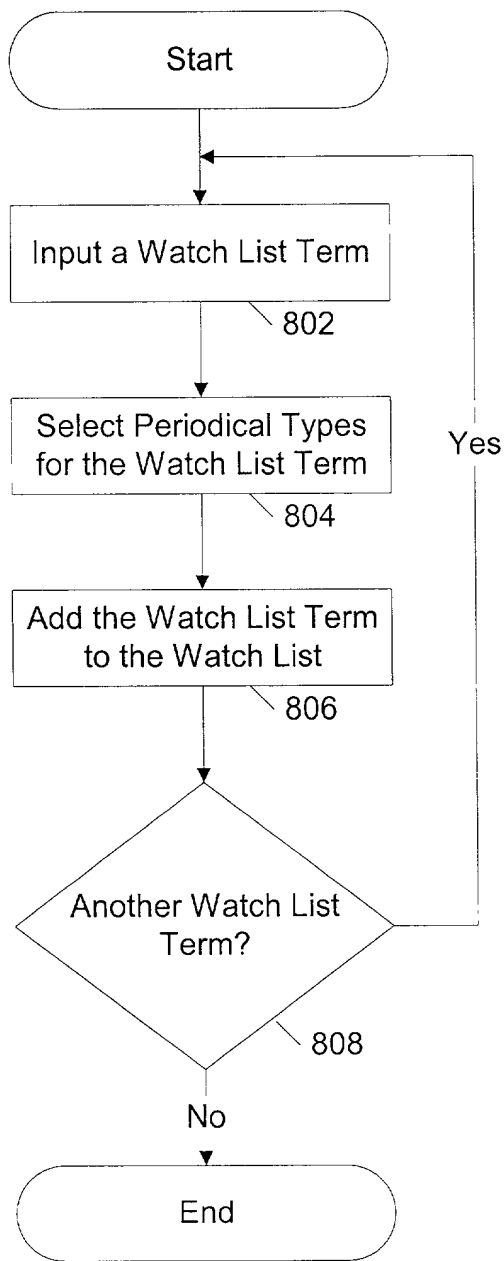 Start
Input a Watch List Term
802
Select Periodical Types
for the Watch List Term
804
Yes
Add the Watch List Term
to the Watch List
806
Another Watch List
Term?
808
No
End